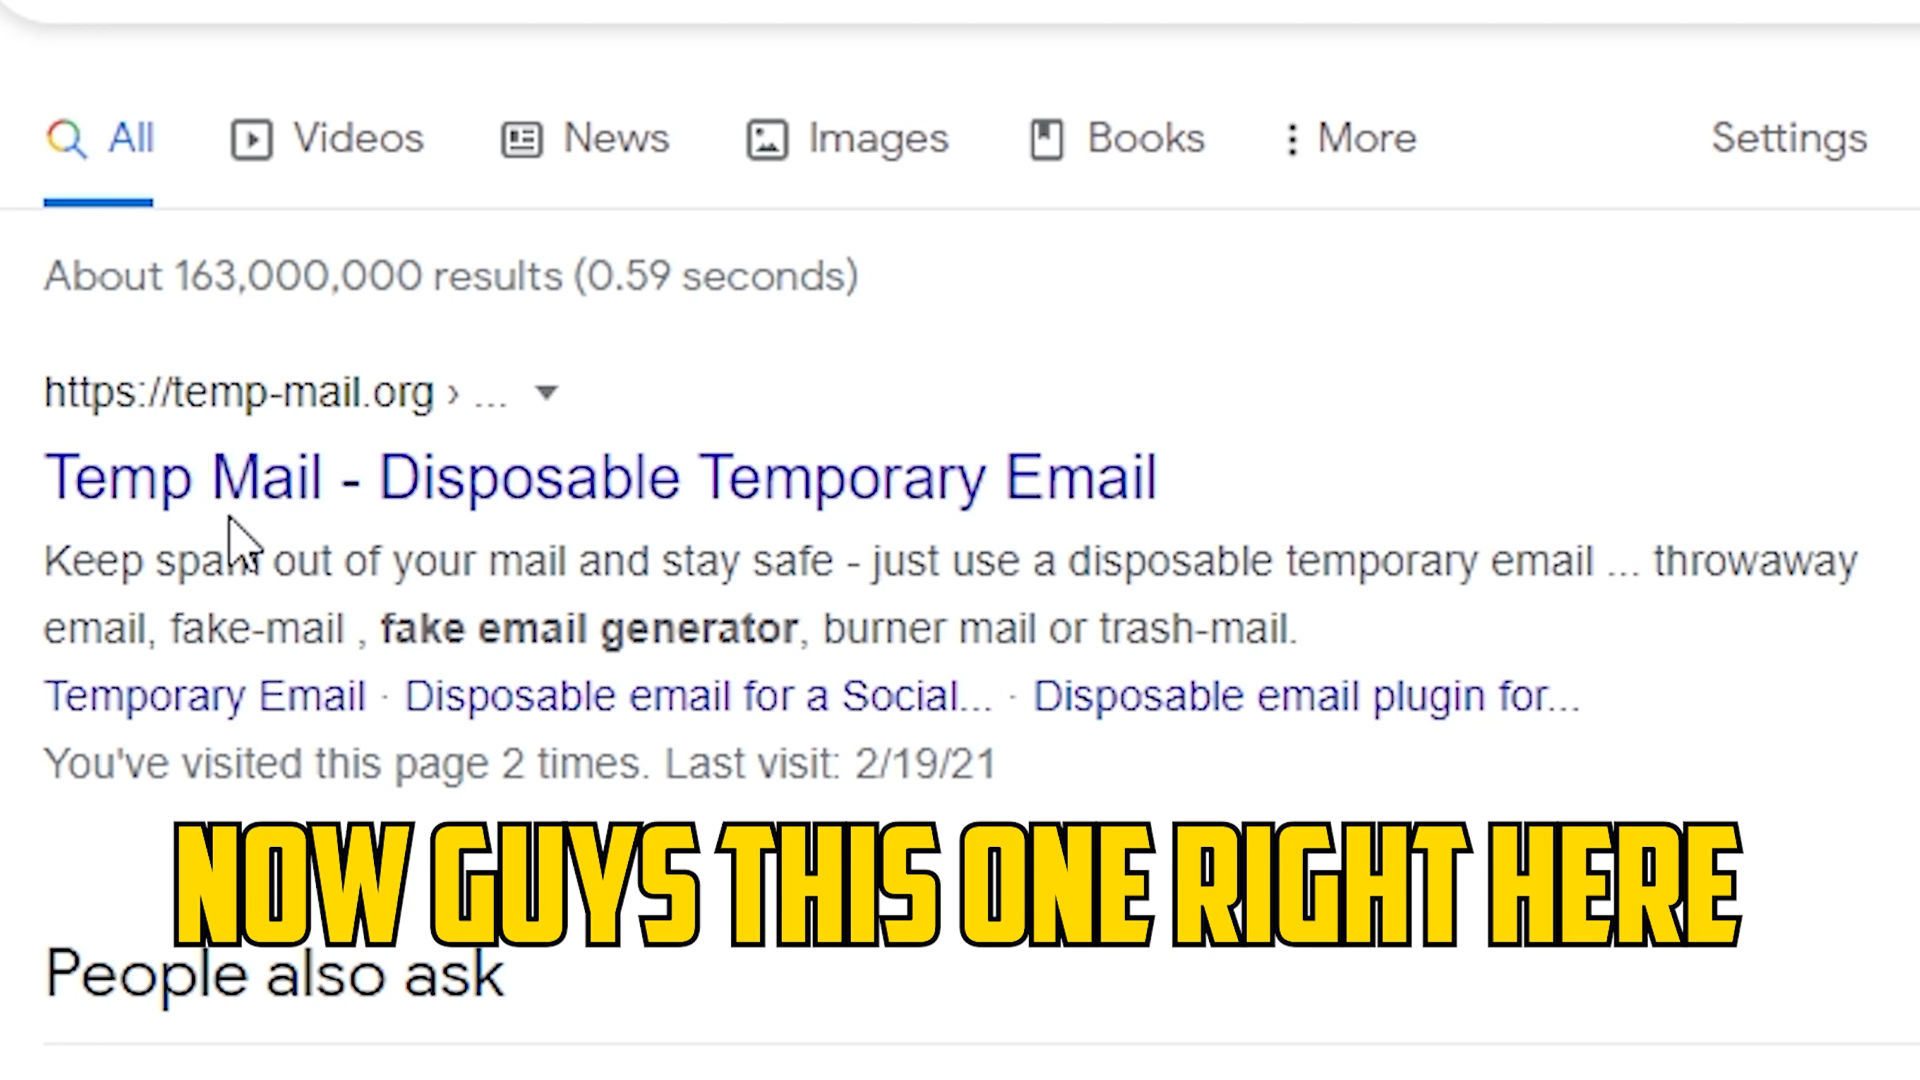 All Videos News Images Books More Settings
About 163,000,000 results (0.59 seconds)
https://temp-mail.org › ...
Temp Mail - Disposable Temporary Email
Keep spam out of your mail and stay safe - just use a disposable temporary email ... throwaway
email, fake-mail , fake email generator, burner mail or trash-mail.
Temporary Email · Disposable email for a Social... · Disposable email plugin for...
You've visited this page 2 times. Last visit: 2/19/21
NOW GUYS THIS ONE RIGHT HERE
People also ask